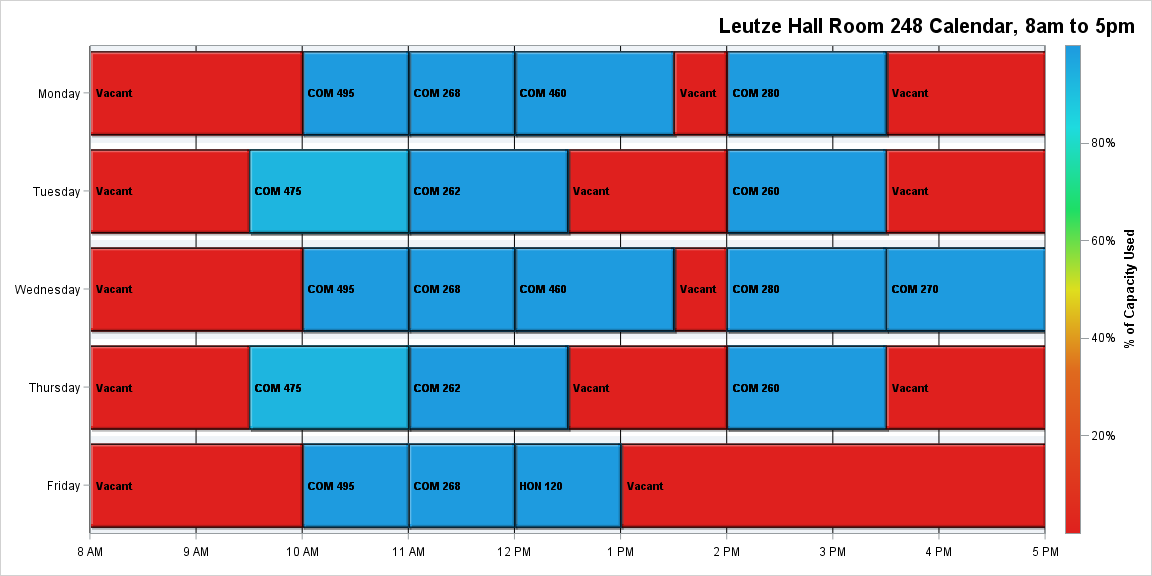 Leutze Hall Room 248 Calendar, 8am to 5pm
Monday
Vacant
COM 495
COM 268
COM 460
Vacant
COM 280
Vacant
80%
Tuesday
Vacant
COM 475
COM 262
Vacant
COM 260
Vacant
60%
Wednesday
Vacant
COM 495
COM 268
COM 460
Vacant
COM 280
COM 270
% of Capacity Used
40%
Thursday
Vacant
COM 475
COM 262
Vacant
COM 260
Vacant
20%
Friday
Vacant
COM 495
COM 268
HON 120
Vacant
8 AM
9 AM
10 AM
11 AM
12 PM
1 PM
2 PM
3 PM
4 PM
5 PM